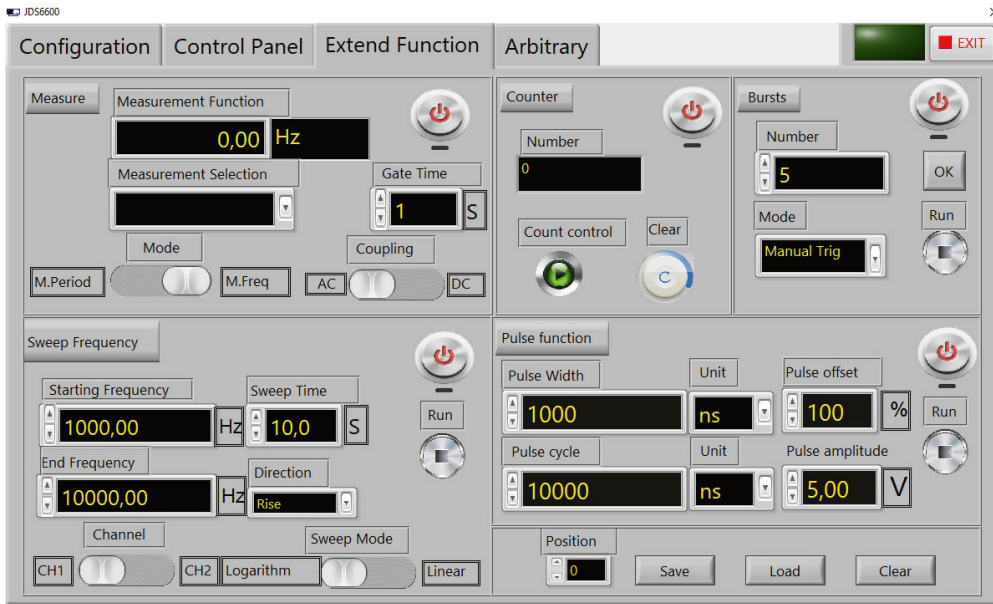 JDS6600
Configuration
Control Panel
Extend Function
Arbitrary
EXIT
Measure
Measurement Function
0,00 Hz
Measurement Selection
Gate Time
1 S
Mode
M.Period
M.Freq
Coupling
AC
DC
Counter
Number
0
Count control
Clear
C
Bursts
Number
5
OK
Mode
Manual Trig
Run
Sweep Frequency
Starting Frequency
1000,00 Hz
Sweep Time
10,0 S
Run
End Frequency
10000,00 Hz
Direction
Rise
Channel
CH1
CH2
Sweep Mode
Logarithm
Linear
Pulse function
Pulse Width
1000
Unit
ns
Pulse offset
100 %
Run
Pulse cycle
10000
Unit
ns
Pulse amplitude
5,00 V
Position
0
Save
Load
Clear